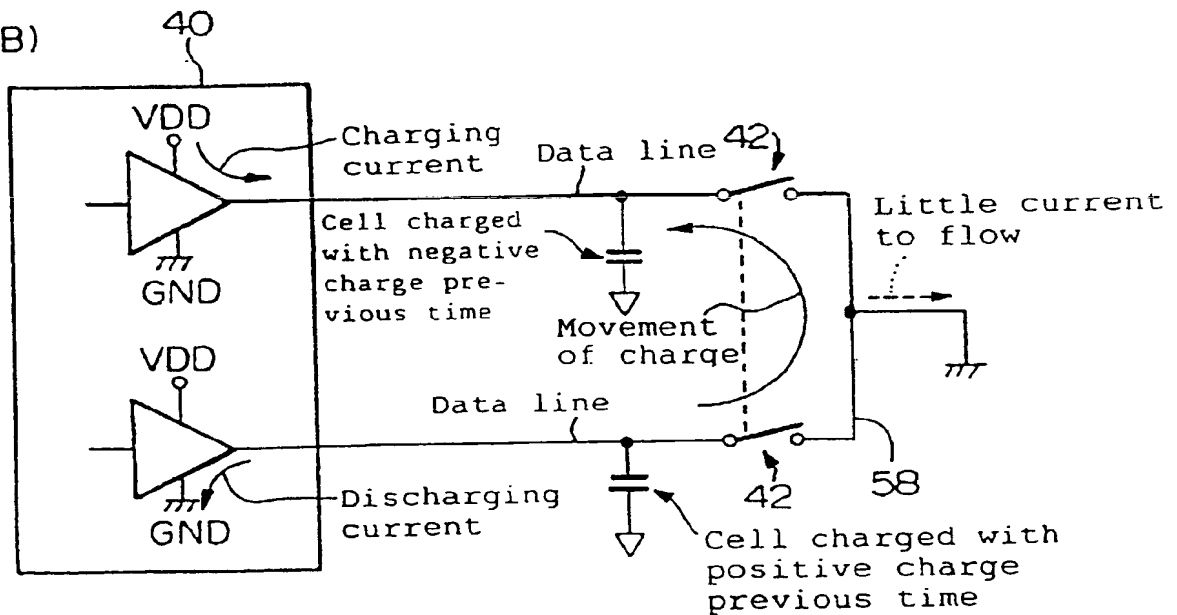 B)
40
VDD
Charging
current
Data line
42
Little current
to flow
Cell charged
with negative
charge pre-
vious time
GND
Movement
of charge
VDD
Data line
GND
Discharging
current
42
58
Cell charged with
positive charge
previous time